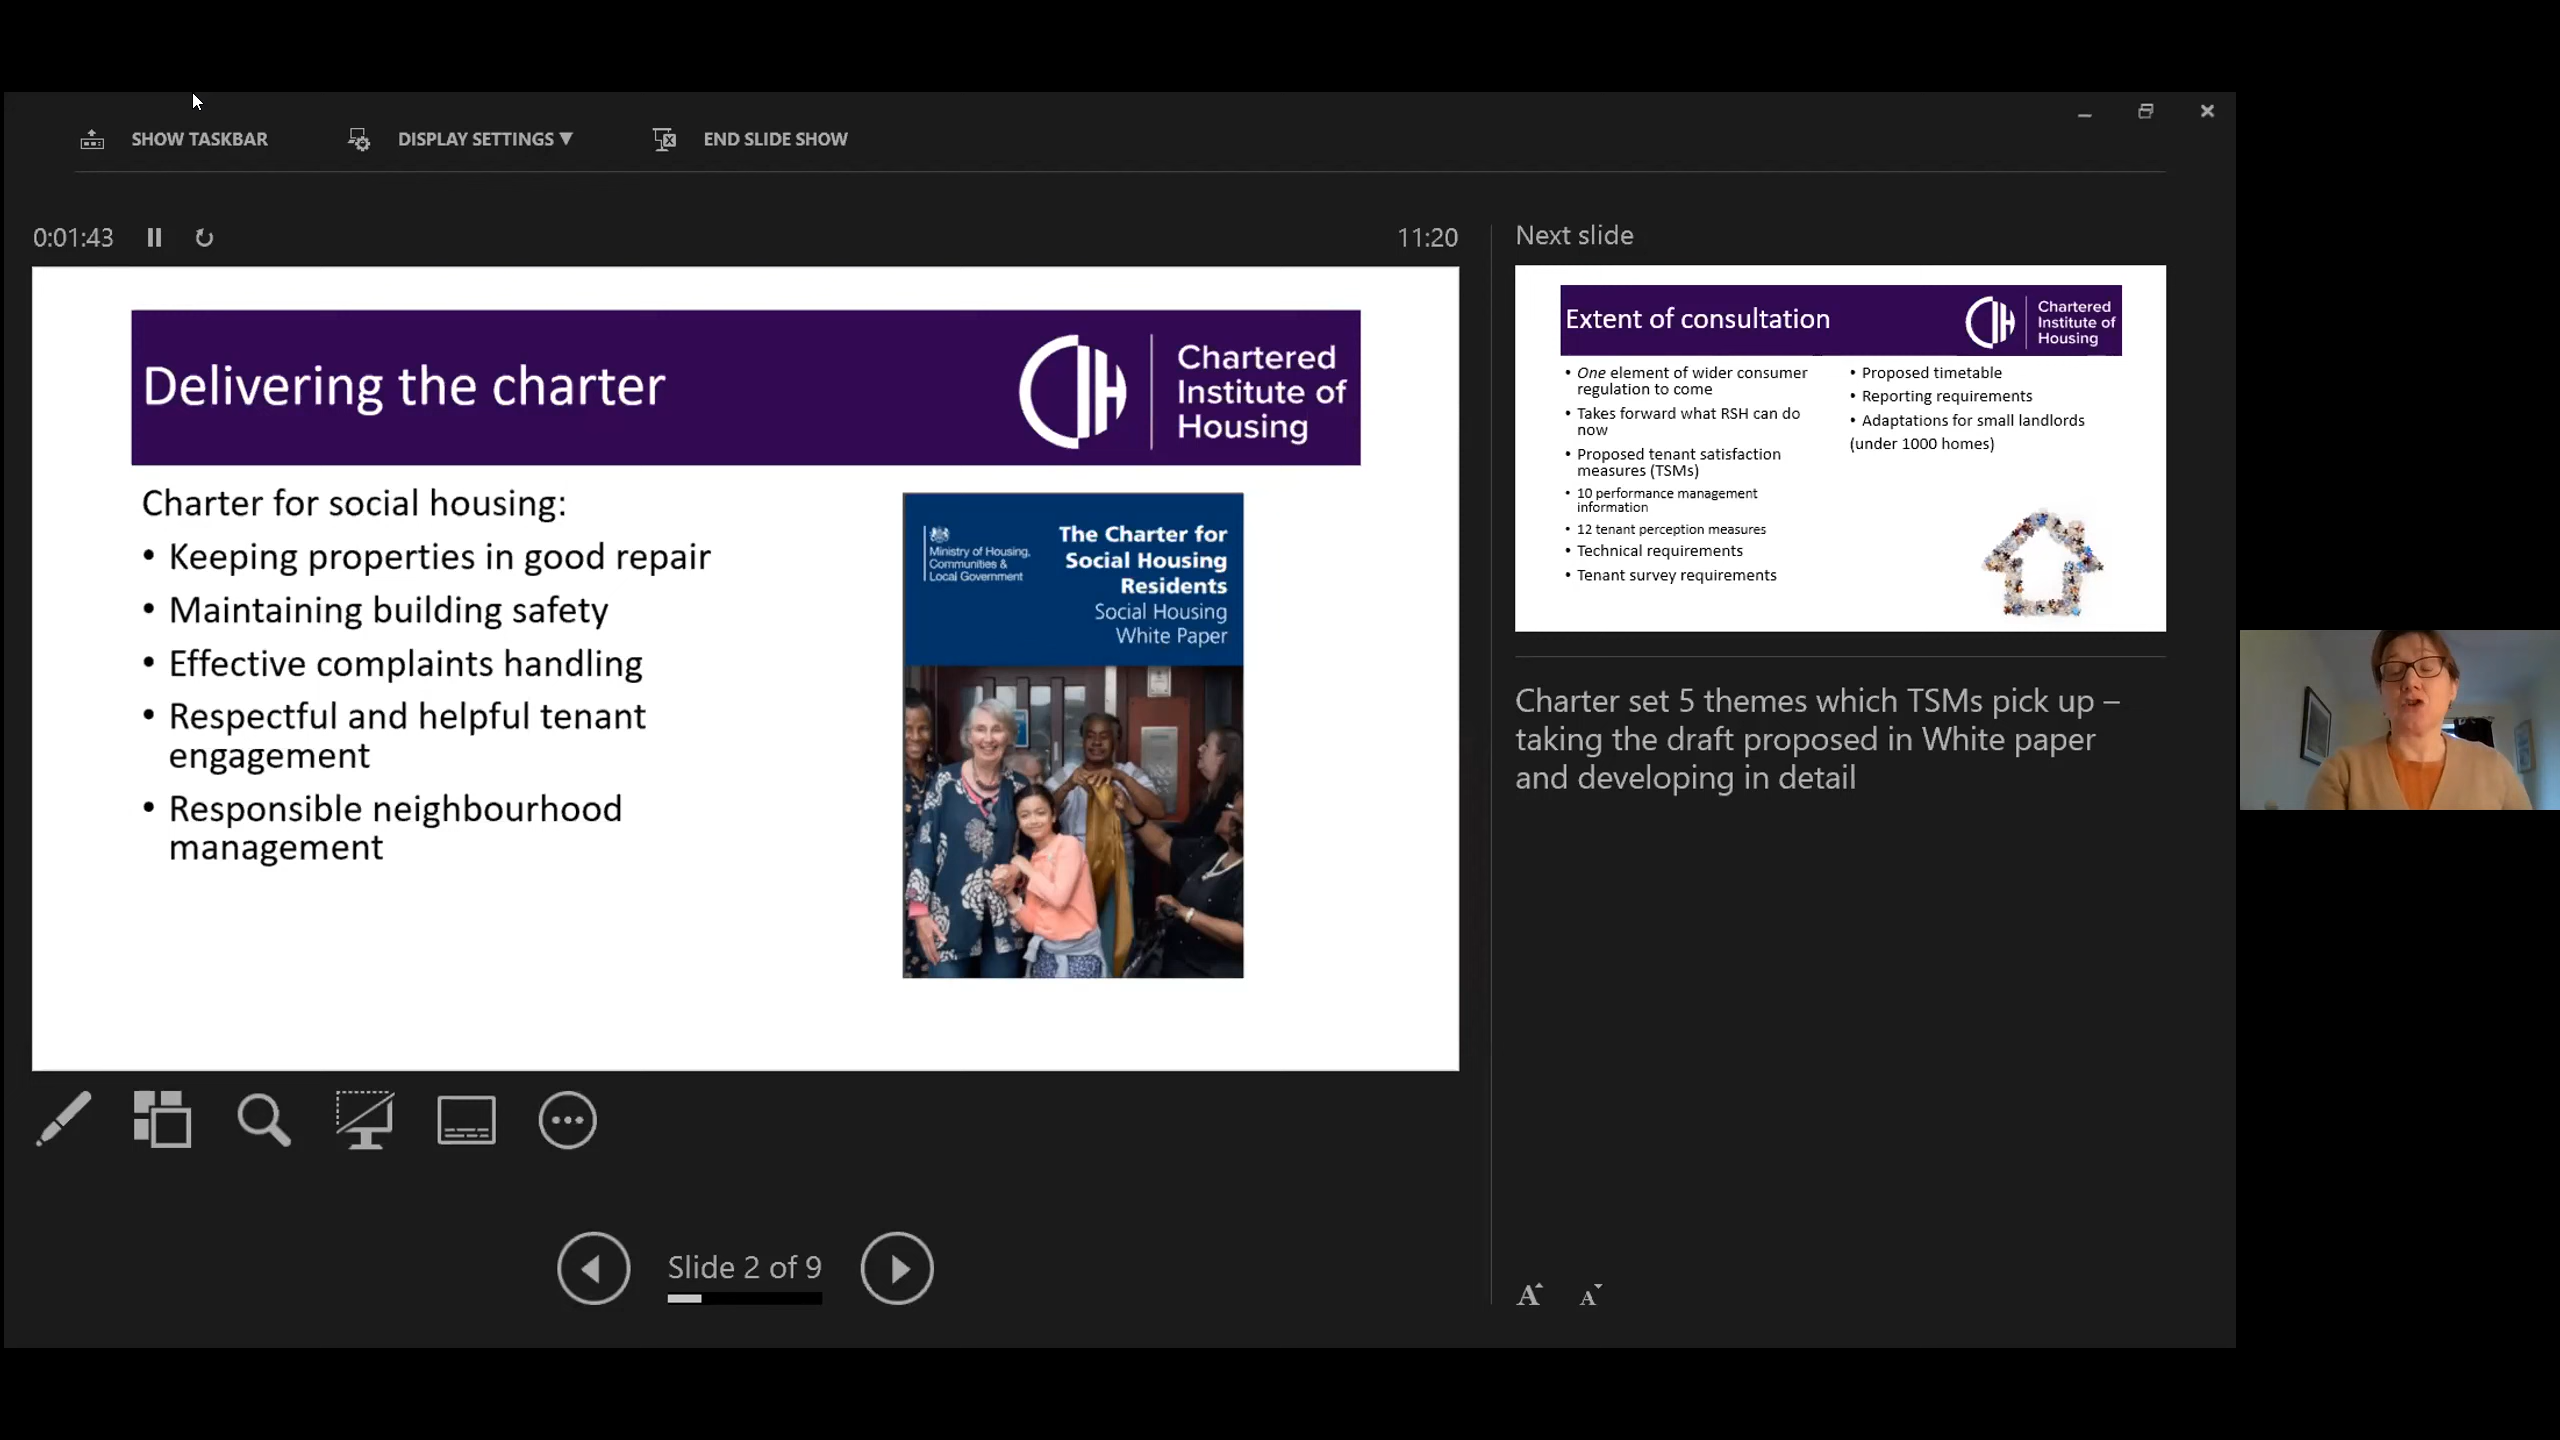 SHOW TASKBAR
DISPLAY SETTINGS ▼
END SLIDE SHOW
0:01:43
11:20
Delivering the charter
CIH
Chartered
Institute of
Housing
Charter for social housing:
• Keeping properties in good repair
• Maintaining building safety
• Effective complaints handling
• Respectful and helpful tenant
engagement
• Responsible neighbourhood
management
Ministry of Housing,
Communities &
Local Government
The Charter for
Social Housing
Residents
Social Housing
White Paper
Slide 2 of 9
Next slide
Extent of consultation
CIH
Chartered
Institute of
Housing
• One element of wider consumer
regulation to come
• Takes forward what RSH can do
now
• Proposed tenant satisfaction
measures (TSMs)
• 10 performance management
information
• 12 tenant perception measures
• Technical requirements
• Tenant survey requirements
• Proposed timetable
• Reporting requirements
• Adaptations for small landlords
(under 1000 homes)
Charter set 5 themes which TSMs pick up –
taking the draft proposed in White paper
and developing in detail
A A